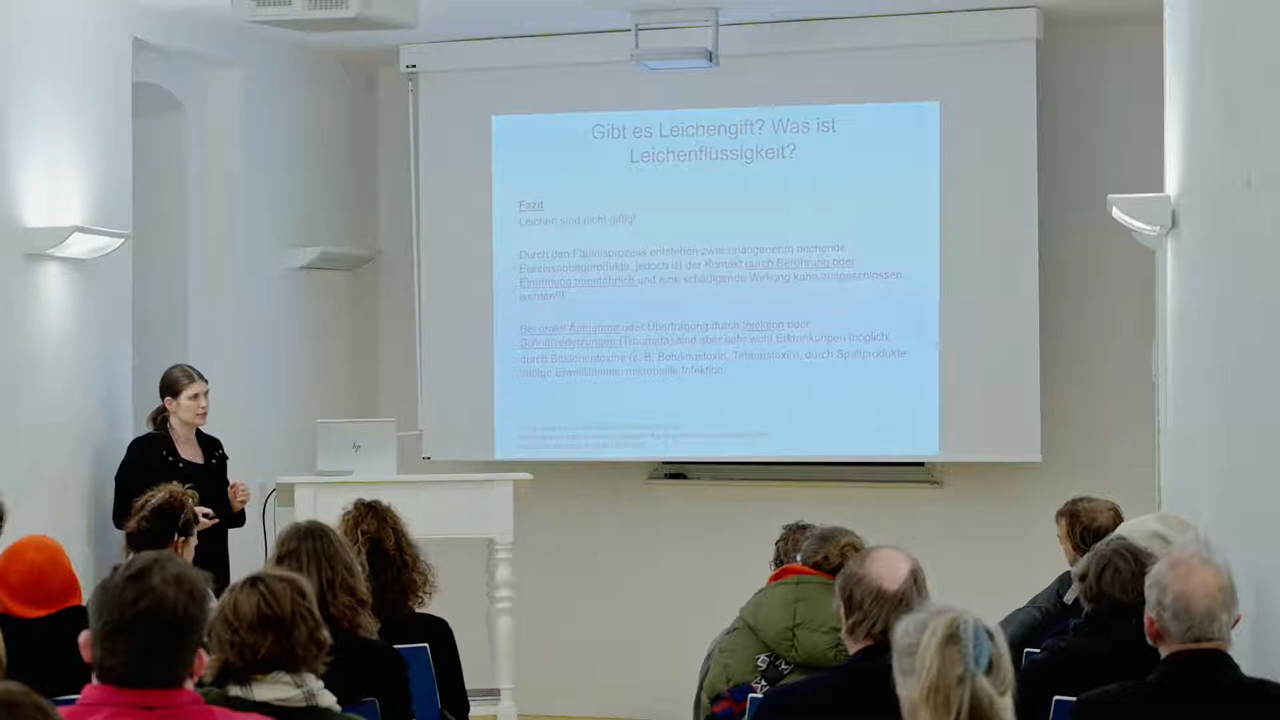 Gibt es Leichengift? Was ist
Leichenflüssigkeit?
Fazit
Leichen sind nicht giftig!
Durch den Fäulnisprozess entstehen zwar unangenehm riechende
Eiweissabbauprodukte, jedoch ist der Kontakt durch Berührung oder
Einatmung ungefährlich und eine schädigende Wirkung kann ausgeschlossen
werden!!!
Bei oraler Aufnahme oder Übertragung durch Injektion oder
Schnittverletzungen (Traumata) sind aber sehr wohl Erkrankungen möglich,
durch Bakterientoxine (z. B. Botulinustoxin, Tetanustoxin), durch Spaltprodukte
infolge Eiweißfäulnis, mikrobielle Infektion.
hp